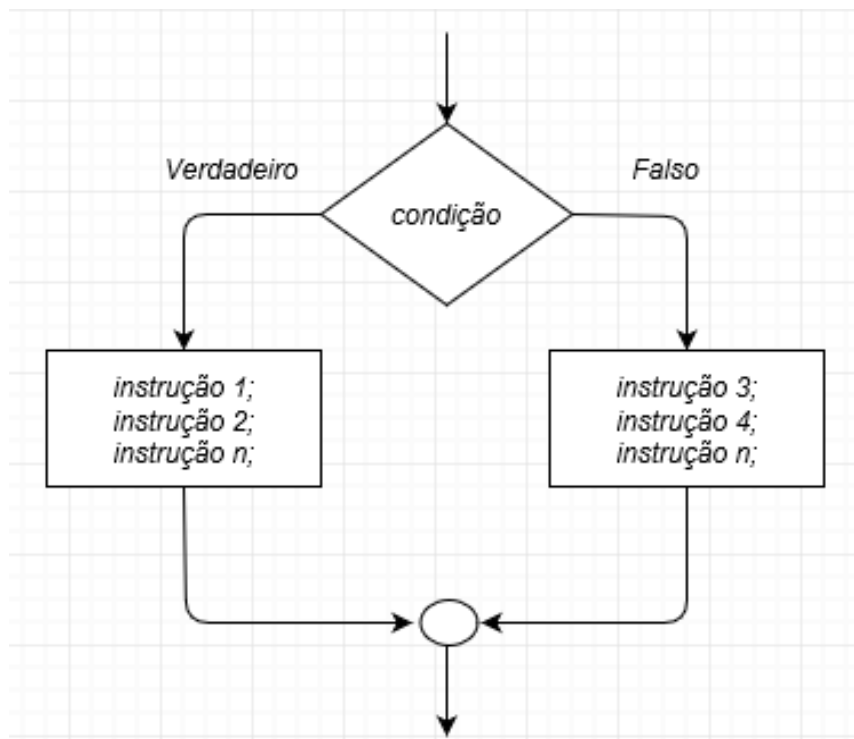 Verdadeiro
Falso
condição
instrução 1;
instrução 2;
instrução n;
instrução 3;
instrução 4;
instrução n;